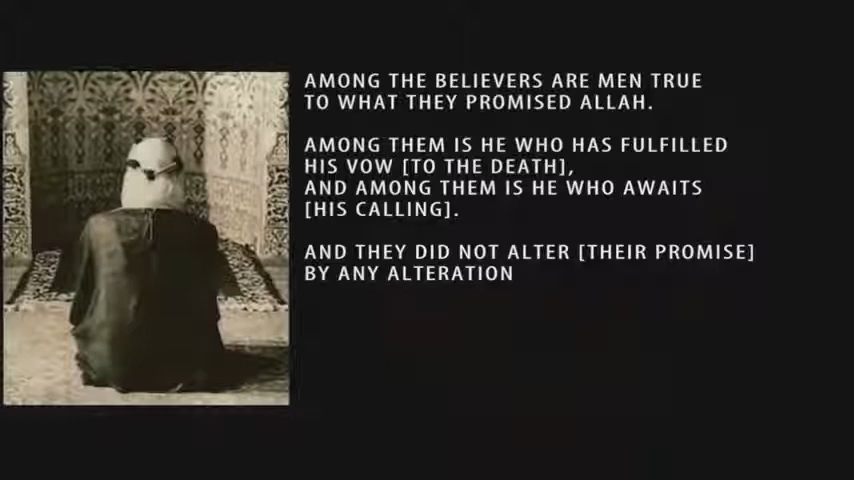 AMONG THE BELIEVERS ARE MEN TRUE
TO WHAT THEY PROMISED ALLAH.
AMONG THEM IS HE WHO HAS FULFILLED
HIS VOW [TO THE DEATH],
AND AMONG THEM IS HE WHO AWAITS
[HIS CALLING].
AND THEY DID NOT ALTER [THEIR PROMISE]
BY ANY ALTERATION